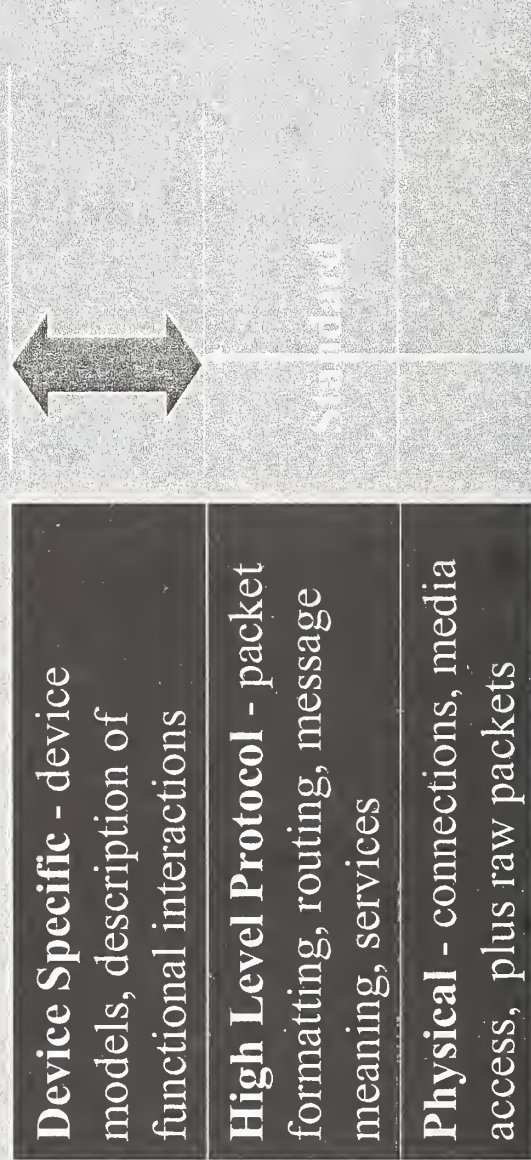 Device Specific - device
models, description of
functional interactions
High Level Protocol - packet
formatting, routing, message
meaning, services
Physical - connections, media
access, plus raw packets